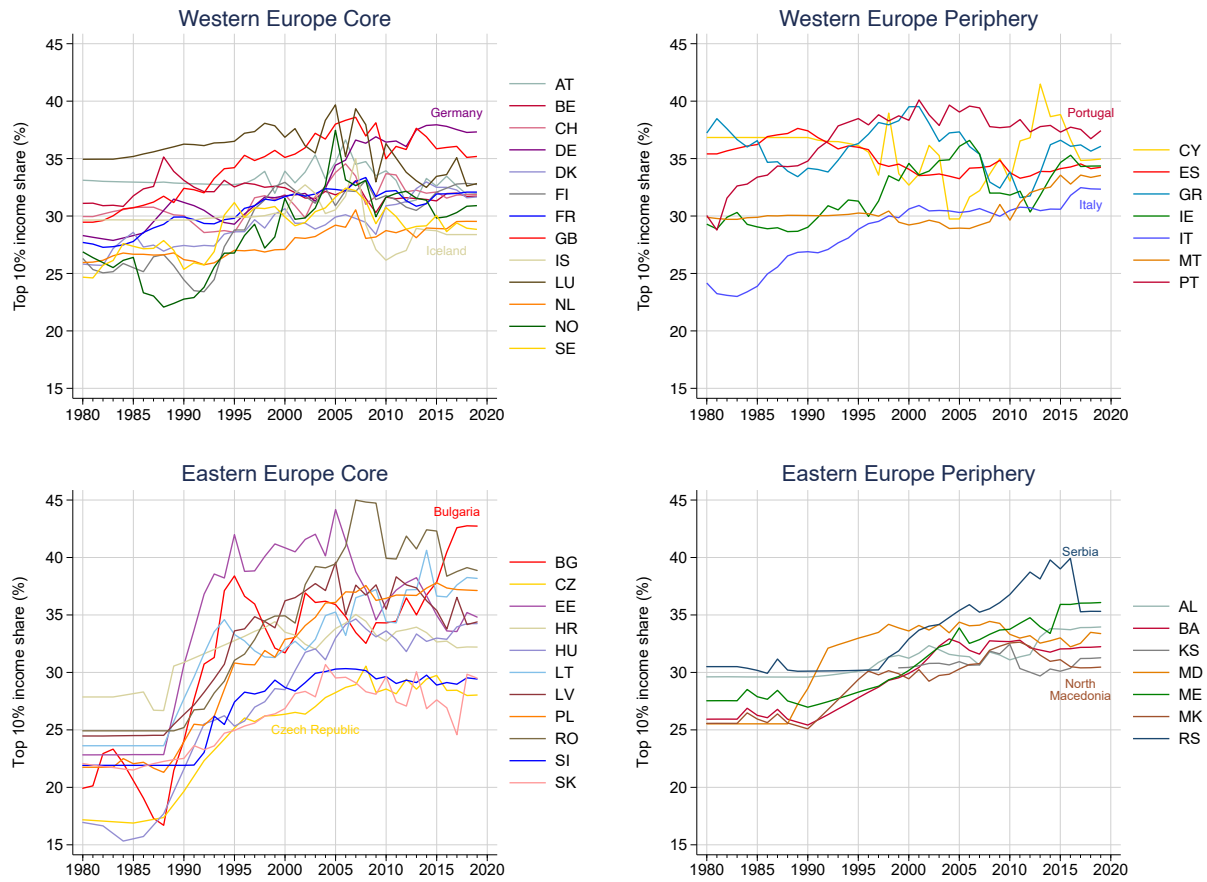 Western Europe Core
Top 10% income share (%)
45
40
35
30
25
20
15
1980 1985 1990 1995 2000 2005 2010 2015 2020
Germany
Iceland
AT
BE
CH
DE
DK
FI
FR
GB
IS
LU
NL
NO
SE
Western Europe Periphery
Top 10% income share (%)
45
40
35
30
25
20
15
1980 1985 1990 1995 2000 2005 2010 2015 2020
Portugal
Italy
CY
ES
GR
IE
IT
MT
PT
Eastern Europe Core
Top 10% income share (%)
45
40
35
30
25
20
15
1980 1985 1990 1995 2000 2005 2010 2015 2020
Bulgaria
Czech Republic
BG
CZ
EE
HR
HU
LT
LV
PL
RO
SI
SK
Eastern Europe Periphery
Top 10% income share (%)
45
40
35
30
25
20
15
1980 1985 1990 1995 2000 2005 2010 2015 2020
Serbia
North
Macedonia
AL
BA
KS
MD
ME
MK
RS